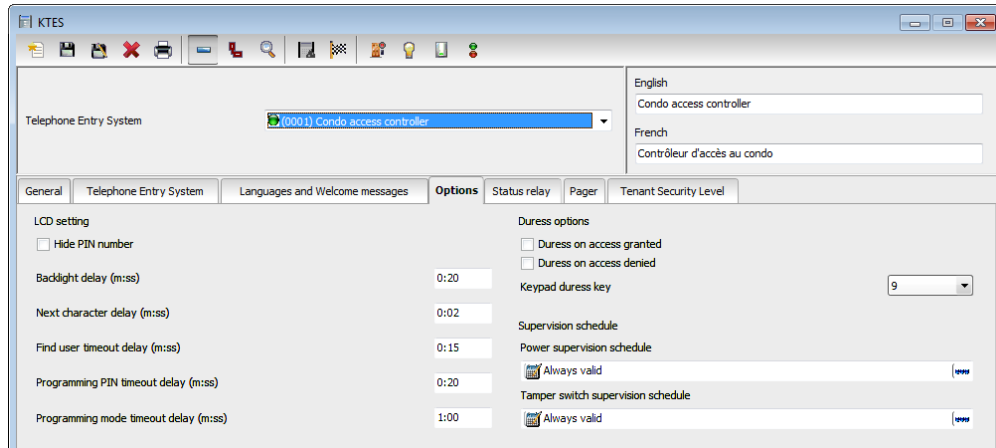 KTES
English
Telephone Entry System
(0001) Condo access controller
Condo access controller
French
Contrôleur d'accès au condo
General
Telephone Entry System
Languages and Welcome messages
Options
Status relay
Pager
Tenant Security Level
LCD setting
Hide PIN number
Backlight delay (m:ss)
0:20
Next character delay (m:ss)
0:02
Find user timeout delay (m:ss)
0:15
Programming PIN timeout delay (m:ss)
0:20
Programming mode timeout delay (m:ss)
1:00
Duress options
Duress on access granted
Duress on access denied
Keypad duress key
9
Supervision schedule
Power supervision schedule
Always valid
Tamper switch supervision schedule
Always valid